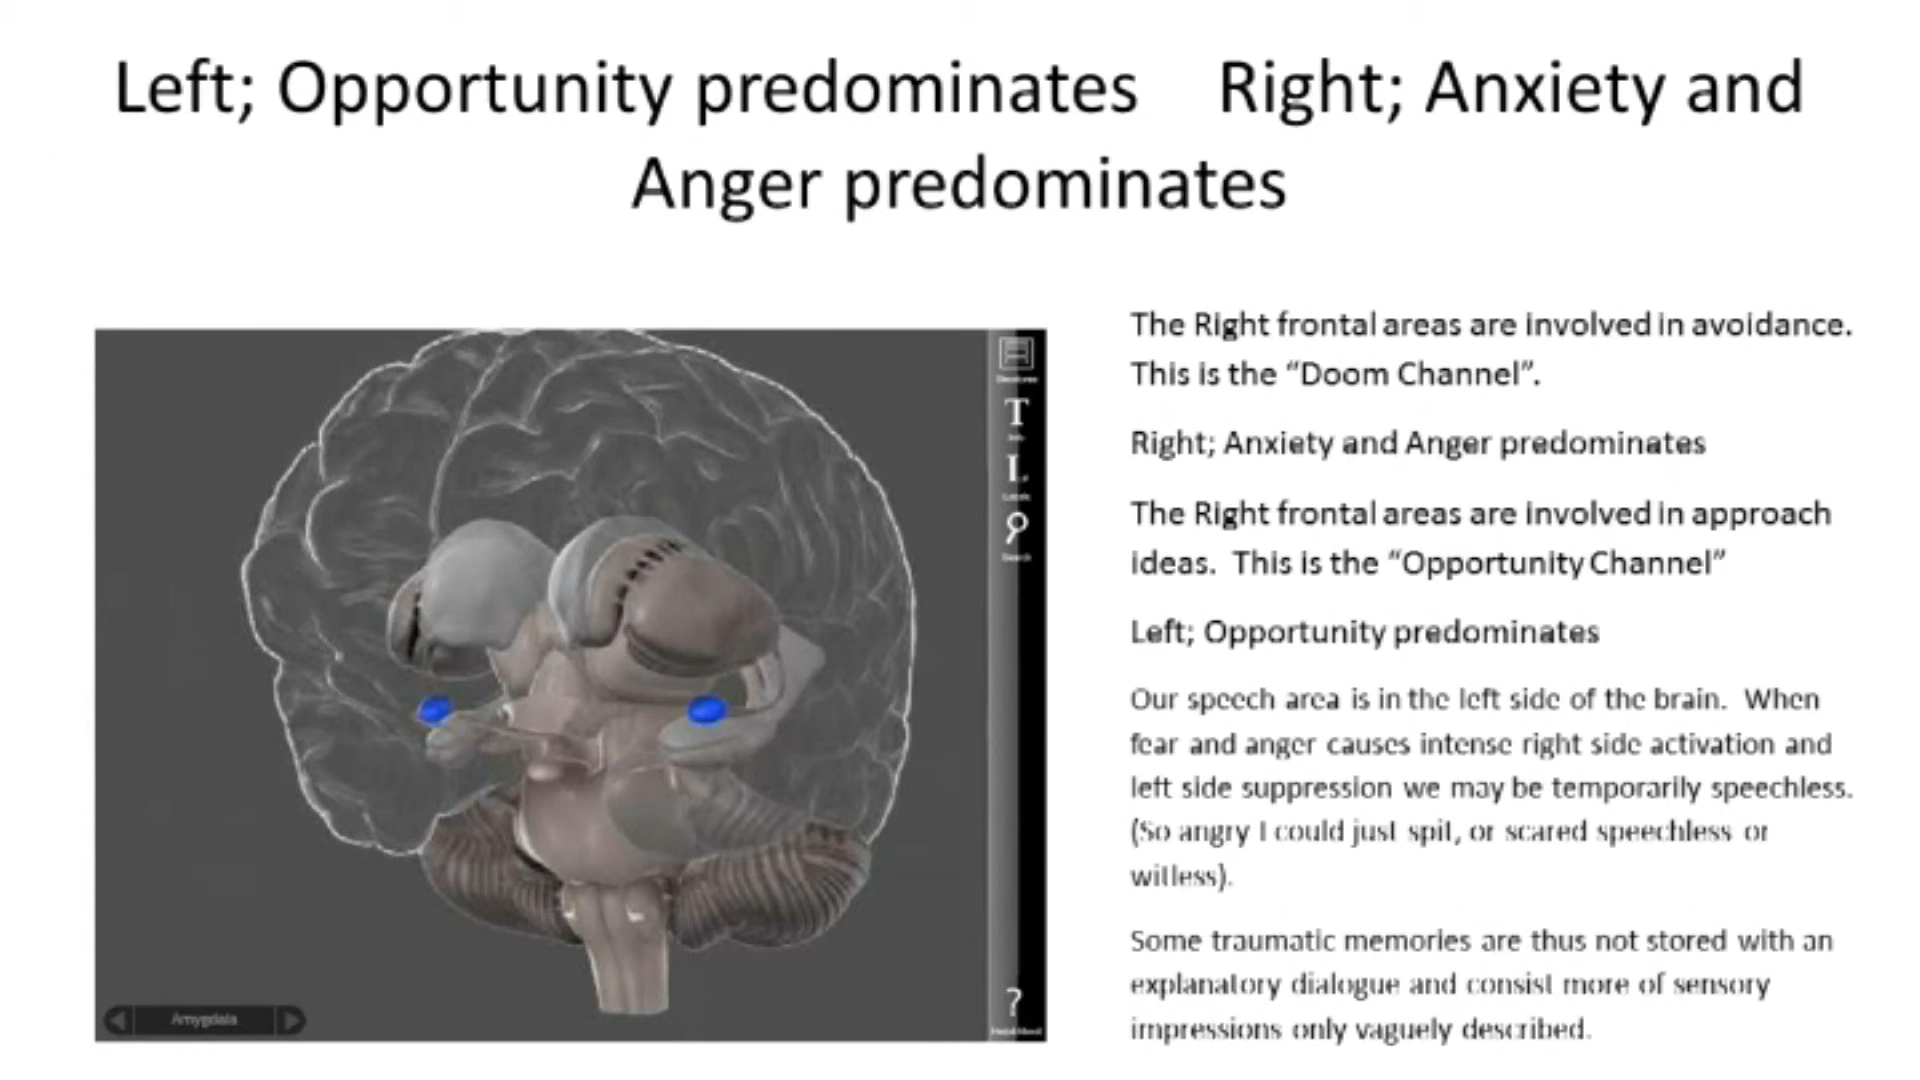 Left; Opportunity predominates    Right; Anxiety and
Anger predominates
The Right frontal areas are involved in avoidance.
This is the “Doom Channel”.
Right; Anxiety and Anger predominates
The Right frontal areas are involved in approach
ideas.  This is the “Opportunity Channel”
Left; Opportunity predominates
Our speech area is in the left side of the brain.  When
fear and anger causes intense right side activation and
left side suppression we may be temporarily speechless.
(So angry I could just spit, or scared speechless or
witless).
Some traumatic memories are thus not stored with an
explanatory dialogue and consist more of sensory
impressions only vaguely described.
T
L
Search
?
Amygdala